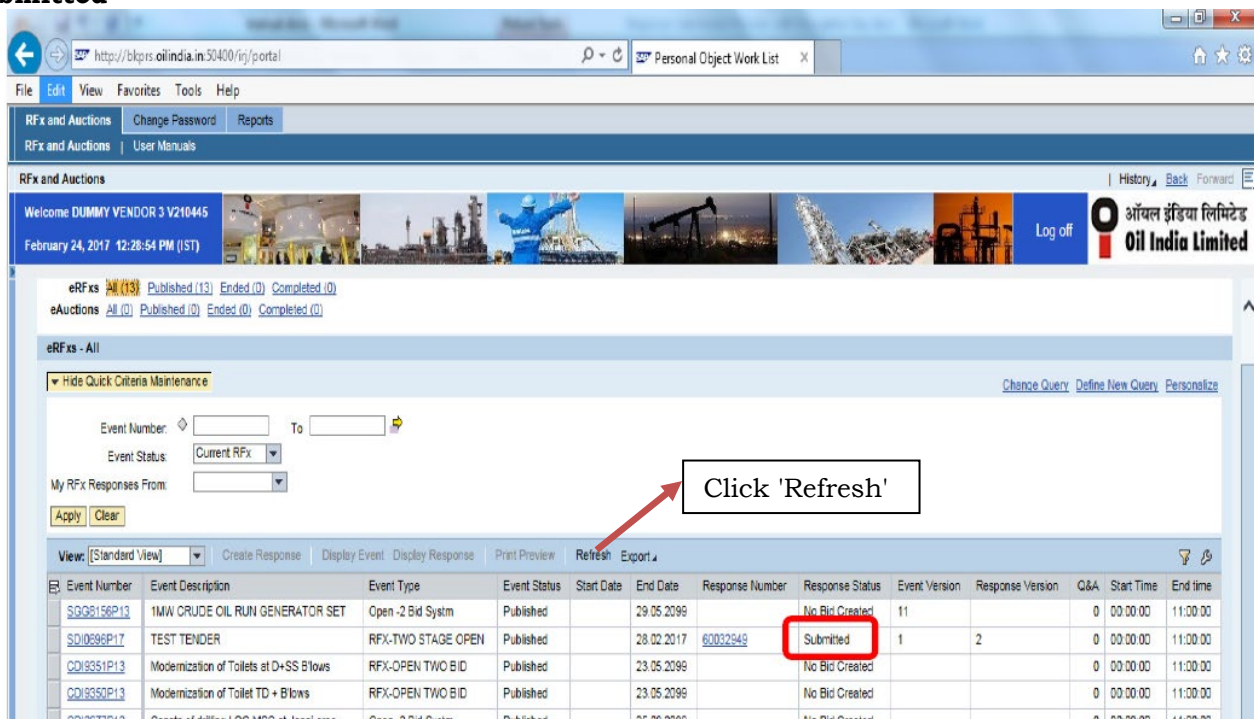 bmitted
http://bkprs.oilindia.in:50400/irj/portal
Personal Object Work List
File Edit View Favorites Tools Help
RFx and Auctions Change Password Reports
RFx and Auctions | User Manuals
RFx and Auctions | History Back Forward
Welcome DUMMY VENDOR 3 V210445
February 24, 2017 12:28:54 PM (IST)
Log off
ऑयल इंडिया लिमिटेड
Oil India Limited
eRFxs All (13) Published (13) Ended (0) Completed (0)
eAuctions All (0) Published (0) Ended (0) Completed (0)
eRFxs - All
Hide Quick Criteria Maintenance
Change Query Define New Query Personalize
Event Number: To
Event Status: Current RFx
My RFx Responses From:
Click 'Refresh'
Apply Clear
View: [Standard View] Create Response Display Event Display Response Print Preview Refresh Export
Event Number Event Description Event Type Event Status Start Date End Date Response Number Response Status Event Version Response Version Q&A Start Time End time
SGG8156P13 1MW CRUDE OIL RUN GENERATOR SET Open -2 Bid Systm Published 29.05.2099 No Bid Created 11 0 00:00:00 11:00:00
SDI0696P17 TEST TENDER RFX-TWO STAGE OPEN Published 28.02.2017 60032949 Submitted 1 2 0 00:00:00 11:00:00
CDI9351P13 Modernization of Toilets at D+SS B'lows RFX-OPEN TWO BID Published 23.05.2099 No Bid Created 0 00:00:00 11:00:00
CDI9350P13 Modernization of Toilet TD + B'lows RFX-OPEN TWO BID Published 23.05.2099 No Bid Created 0 00:00:00 11:00:00